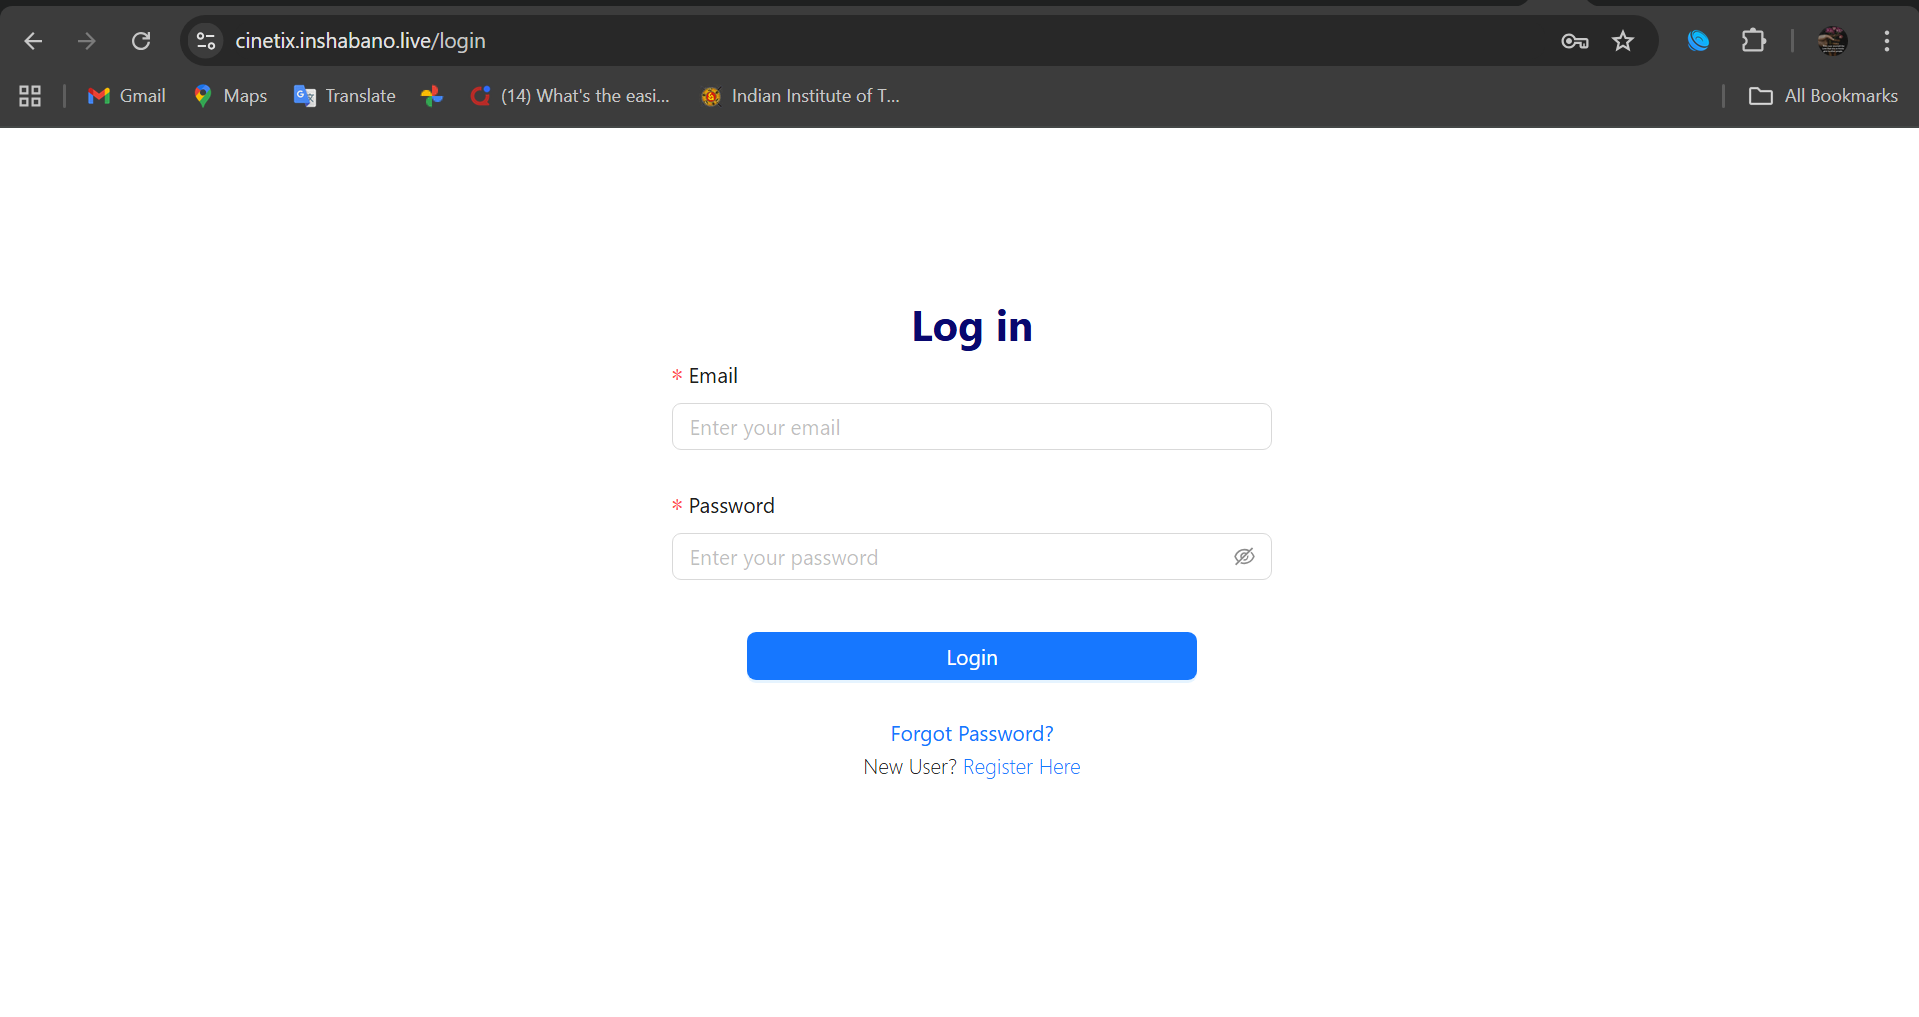 cinetix.inshabano.live/login
Gmail
Maps
Translate
(14) What's the easi...
Indian Institute of T...
All Bookmarks
Log in
* Email
Enter your email
* Password
Enter your password
Login
Forgot Password?
New User? Register Here